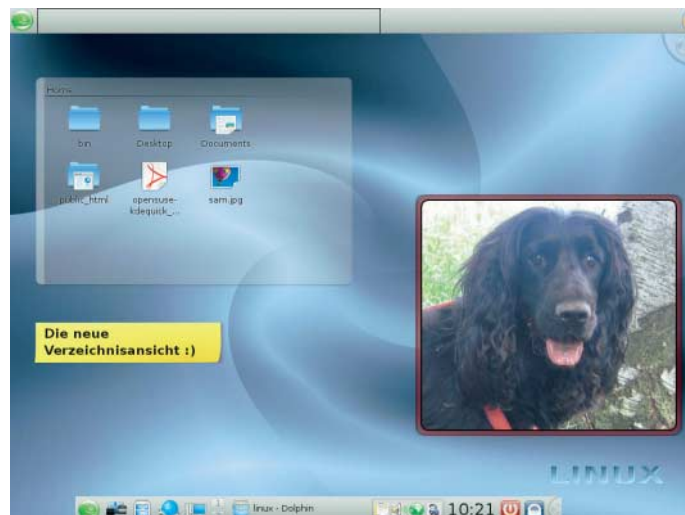 Home
bin
Desktop
Documents
public_html
opensuse-
kdequick_...
sam.jpg
Die neue
Verzeichnisansicht :)
LINUX
linux - Dolphin
10:21